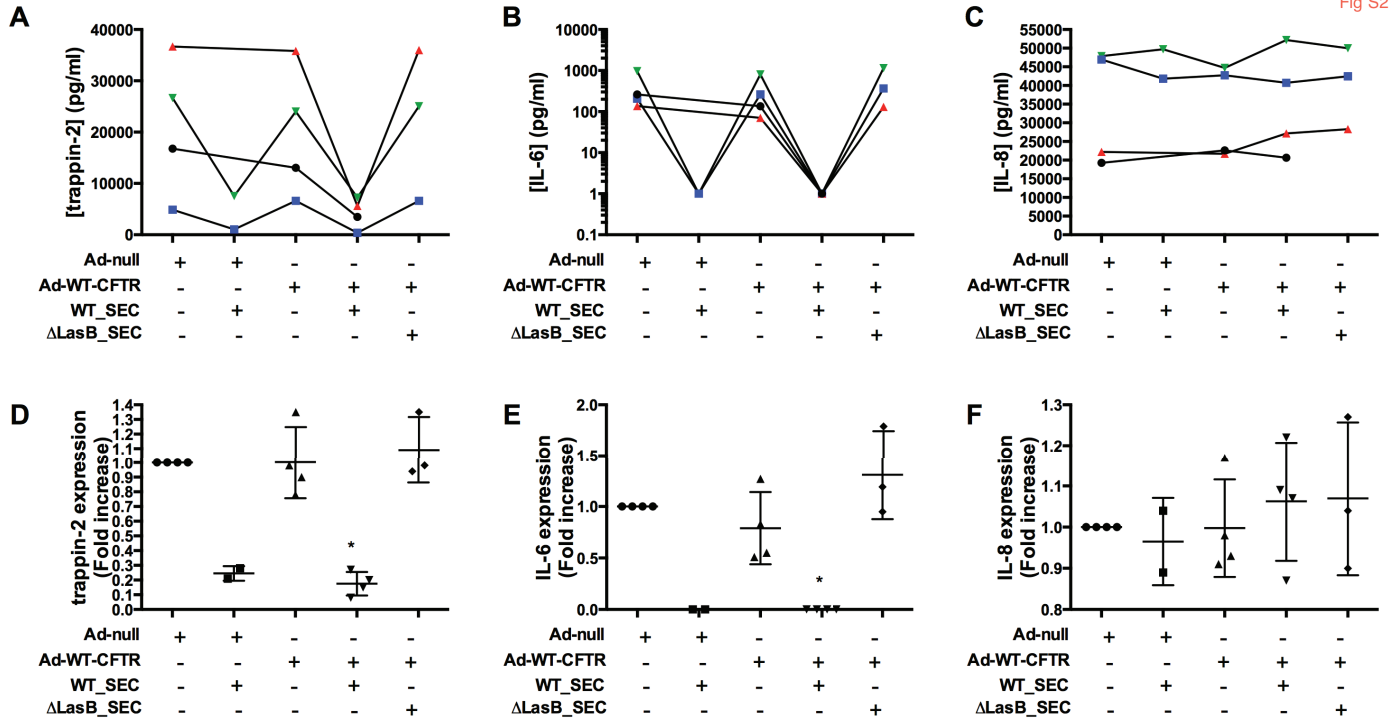 Fig S2
A
[trappin-2] (pg/ml)
40000
30000
20000
10000
0
Ad-null + + - - -
Ad-WT-CFTR - - + + +
WT_SEC - + - + -
ΔLasB_SEC - - - - +
B
[IL-6] (pg/ml)
10000
1000
100
10
1
0.1
Ad-null + + - - -
Ad-WT-CFTR - - + + +
WT_SEC - + - + -
ΔLasB_SEC - - - - +
C
[IL-8] (pg/ml)
55000
50000
45000
40000
35000
30000
25000
20000
15000
10000
5000
0
Ad-null + + - - -
Ad-WT-CFTR - - + + +
WT_SEC - + - + -
ΔLasB_SEC - - - - +
D
trappin-2 expression
(Fold increase)
1.4
1.3
1.2
1.1
1.0
0.9
0.8
0.7
0.6
0.5
0.4
0.3
0.2
0.1
0.0
*
Ad-null + + - - -
Ad-WT-CFTR - - + + +
WT_SEC - + - + -
ΔLasB_SEC - - - - +
E
IL-6 expression
(Fold increase)
2.0
1.5
1.0
0.5
0.0
*
Ad-null + + - - -
Ad-WT-CFTR - - + + +
WT_SEC - + - + -
ΔLasB_SEC - - - - +
F
IL-8 expression
(Fold increase)
1.3
1.2
1.1
1.0
0.9
0.8
Ad-null + + - - -
Ad-WT-CFTR - - + + +
WT_SEC - + - + -
ΔLasB_SEC - - - - +